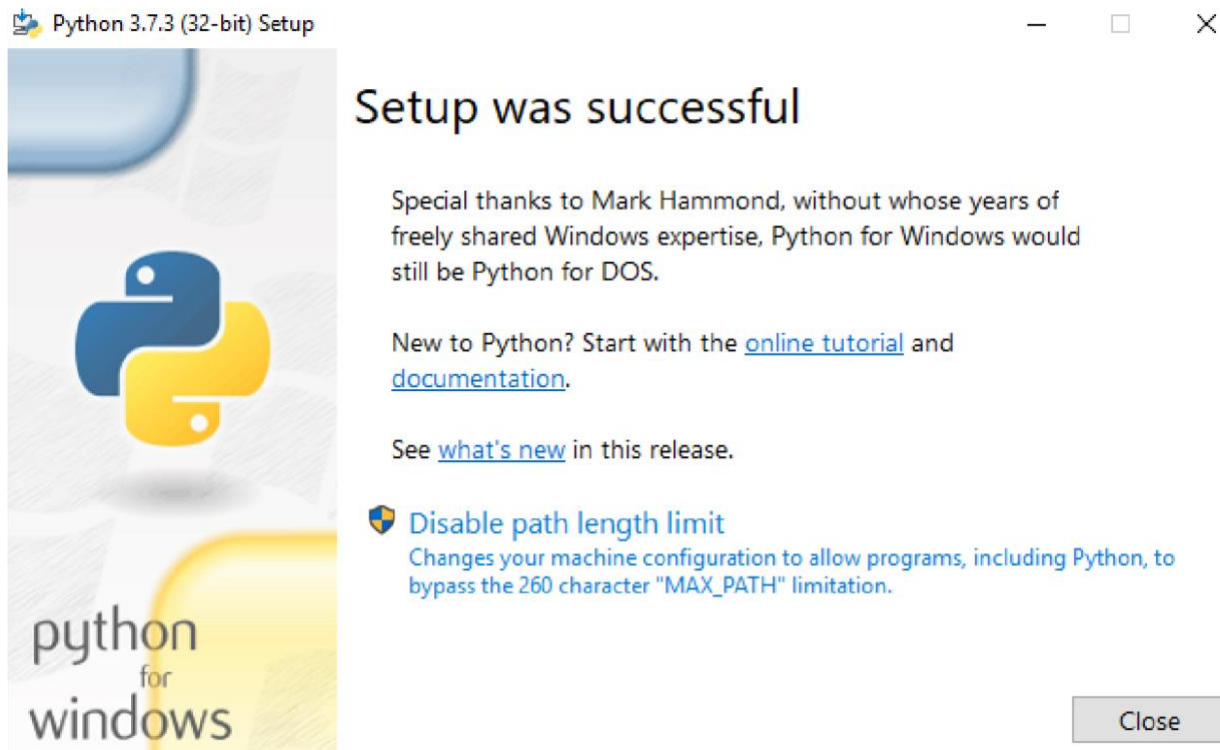 Python 3.7.3 (32-bit) Setup
Setup was successful
Special thanks to Mark Hammond, without whose years of
freely shared Windows expertise, Python for Windows would
still be Python for DOS.
New to Python? Start with the online tutorial and
documentation.
See what's new in this release.
Disable path length limit
Changes your machine configuration to allow programs, including Python, to
bypass the 260 character "MAX_PATH" limitation.
python
for
windows
Close